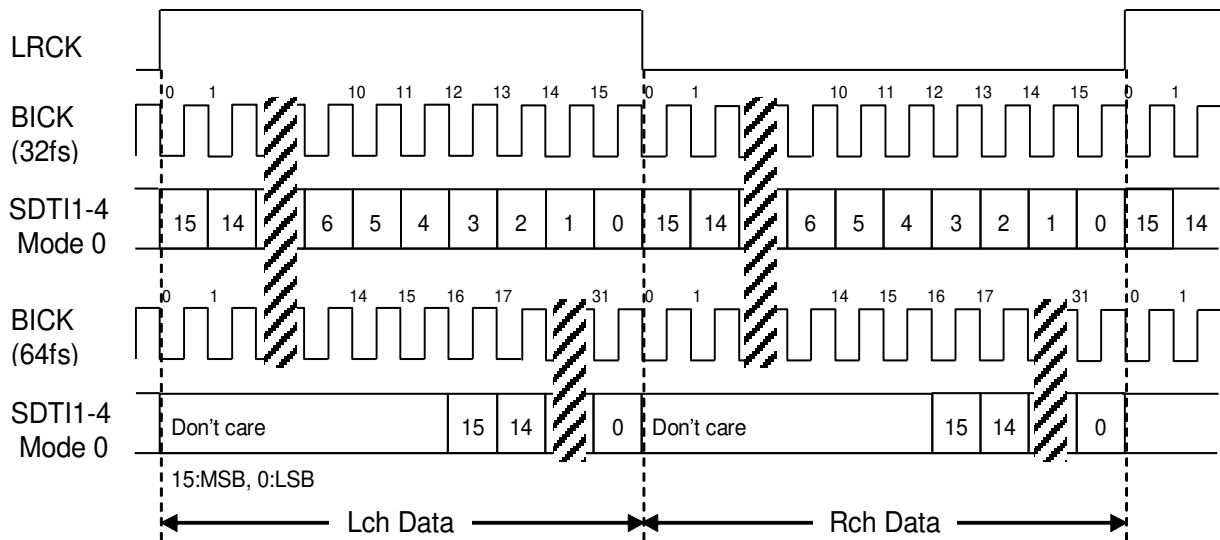 LRCK
0 1 10 11 12 13 14 15 0 1 10 11 12 13 14 15 0 1
BICK
(32fs)
SDTI1-4
Mode 0
15 14 6 5 4 3 2 1 0 15 14 6 5 4 3 2 1 0 15 14
0 1 14 15 16 17 31 0 1 14 15 16 17 31 0 1
BICK
(64fs)
SDTI1-4
Mode 0
Don't care 15 14 0 Don't care 15 14 0
15:MSB, 0:LSB
Lch Data Rch Data